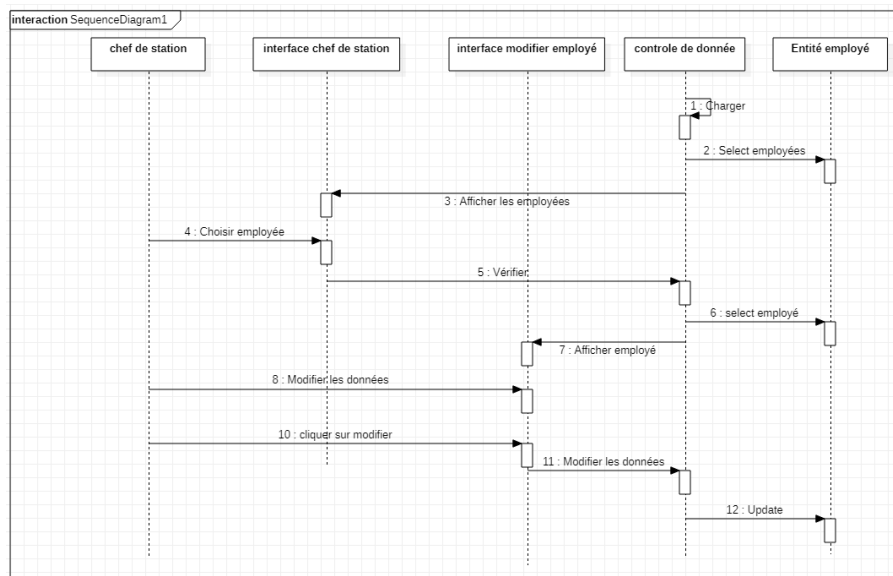 interaction SequenceDiagram1
chef de station
interface chef de station
interface modifier employé
controle de donnée
Entité employé
1 : Charger
2 : Select employées
3 : Afficher les employées
4 : Choisir employée
5 : Vérifier
6 : select employé
7 : Afficher employé
8 : Modifier les données
10 : cliquer sur modifier
11 : Modifier les données
12 : Update